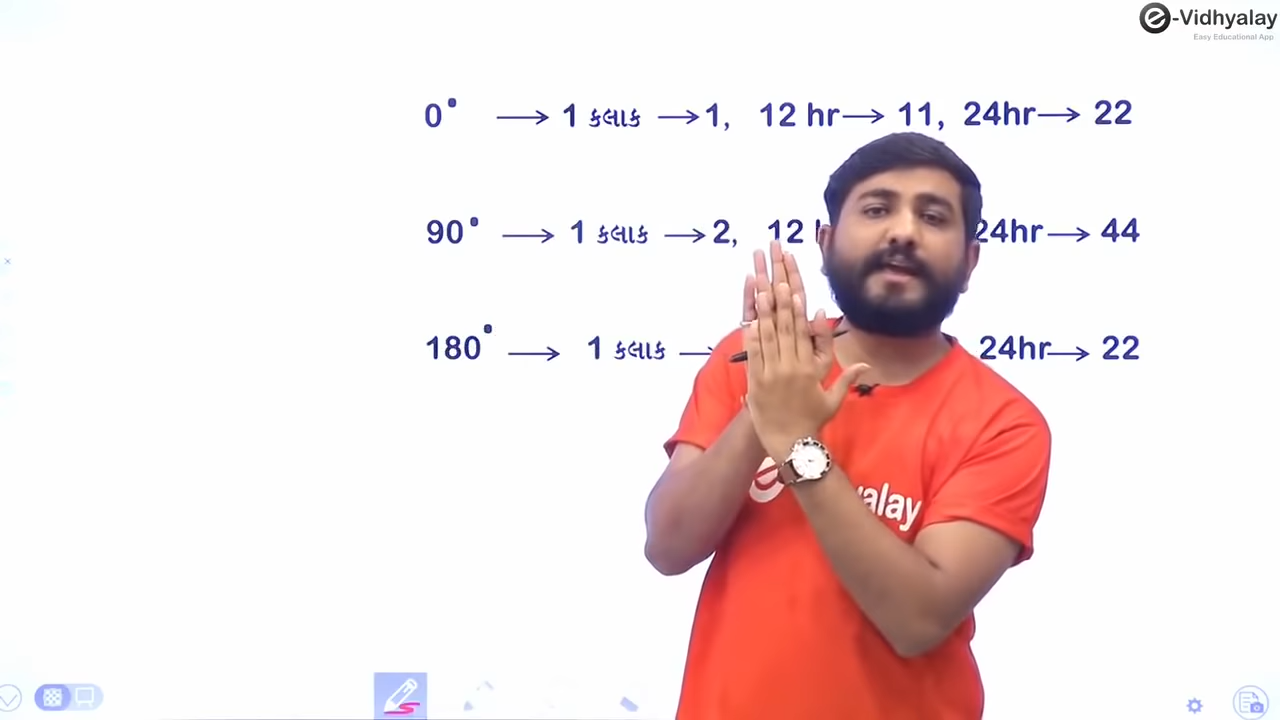 e-Vidhyalay
Easy Educational App
0° → 1 કલાક → 1, 12 hr → 11, 24hr → 22
90° → 1 કલાક → 2, 12 24hr → 44
180° → 1 કલાક → 24hr → 22
alay